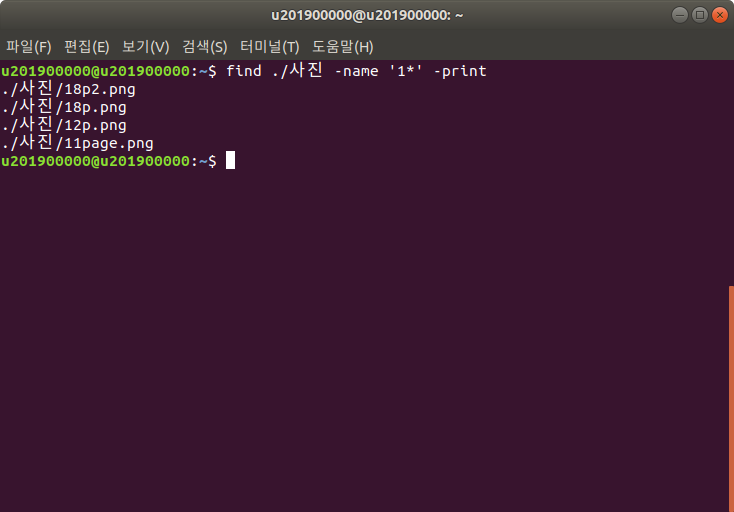 u201900000@u201900000: ~
파일(F) 편집(E) 보기(V) 검색(S) 터미널(T) 도움말(H)
u201900000@u201900000:~$ find ./사진 -name '1*' -print
./사진/18p2.png
./사진/18p.png
./사진/12p.png
./사진/11page.png
u201900000@u201900000:~$